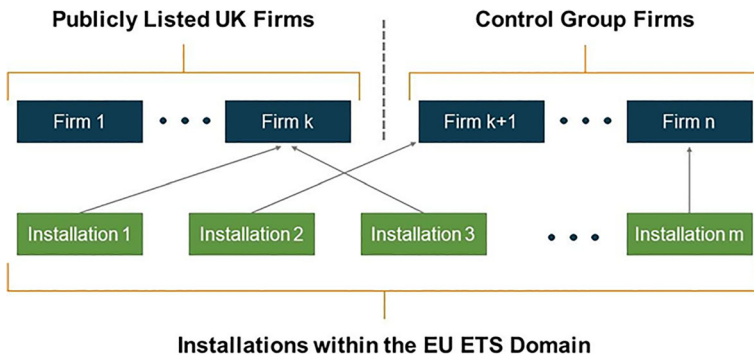 Publicly Listed UK Firms
Control Group Firms
Firm 1
Firm k
Firm k+1
Firm n
Installation 1
Installation 2
Installation 3
Installation m
Installations within the EU ETS Domain